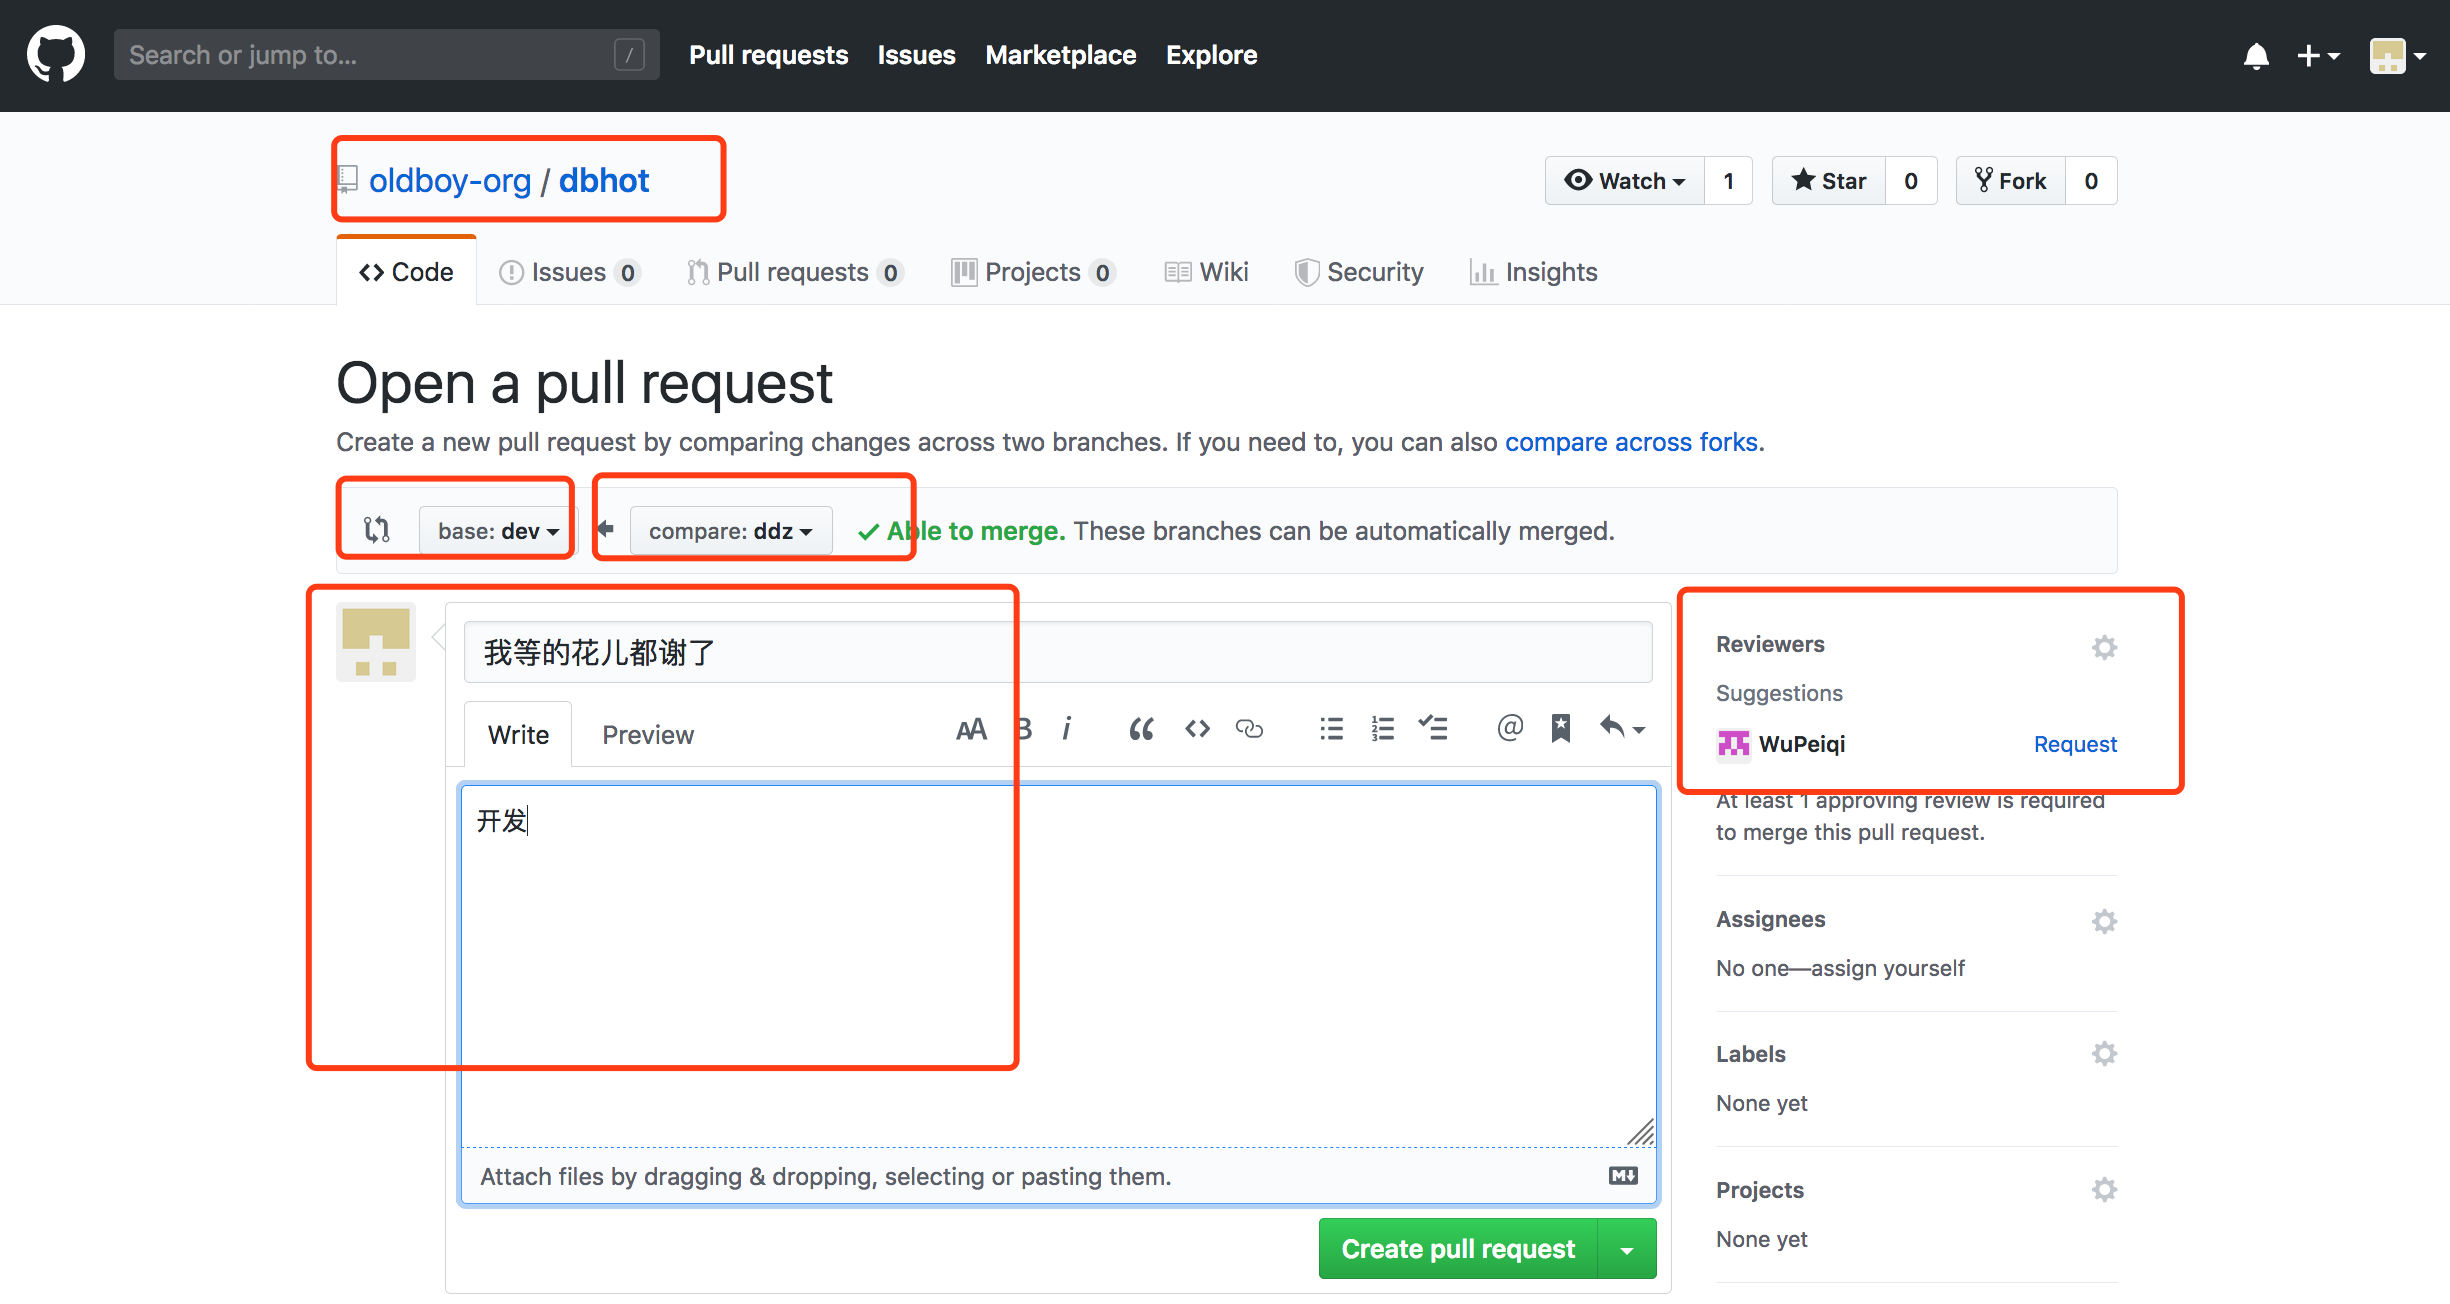 Search or jump to... / Pull requests Issues Marketplace Explore
oldboy-org / dbhot Watch 1 Star 0 Fork 0
Code Issues 0 Pull requests 0 Projects 0 Wiki Security Insights
Open a pull request
Create a new pull request by comparing changes across two branches. If you need to, you can also compare across forks.
base: dev compare: ddz Able to merge. These branches can be automatically merged.
我等的花儿都谢了
Write Preview AA B i “ @
开发
Attach files by dragging & dropping, selecting or pasting them. M
Create pull request
Reviewers
Suggestions
WuPeiqi Request
At least 1 approving review is required
to merge this pull request.
Assignees
No one—assign yourself
Labels
None yet
Projects
None yet